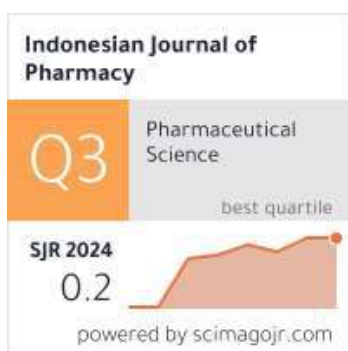 Indonesian Journal of
Pharmacy
Q3
Pharmaceutical
Science
best quartile
SJR 2024
0.2
powered by scimagojr.com